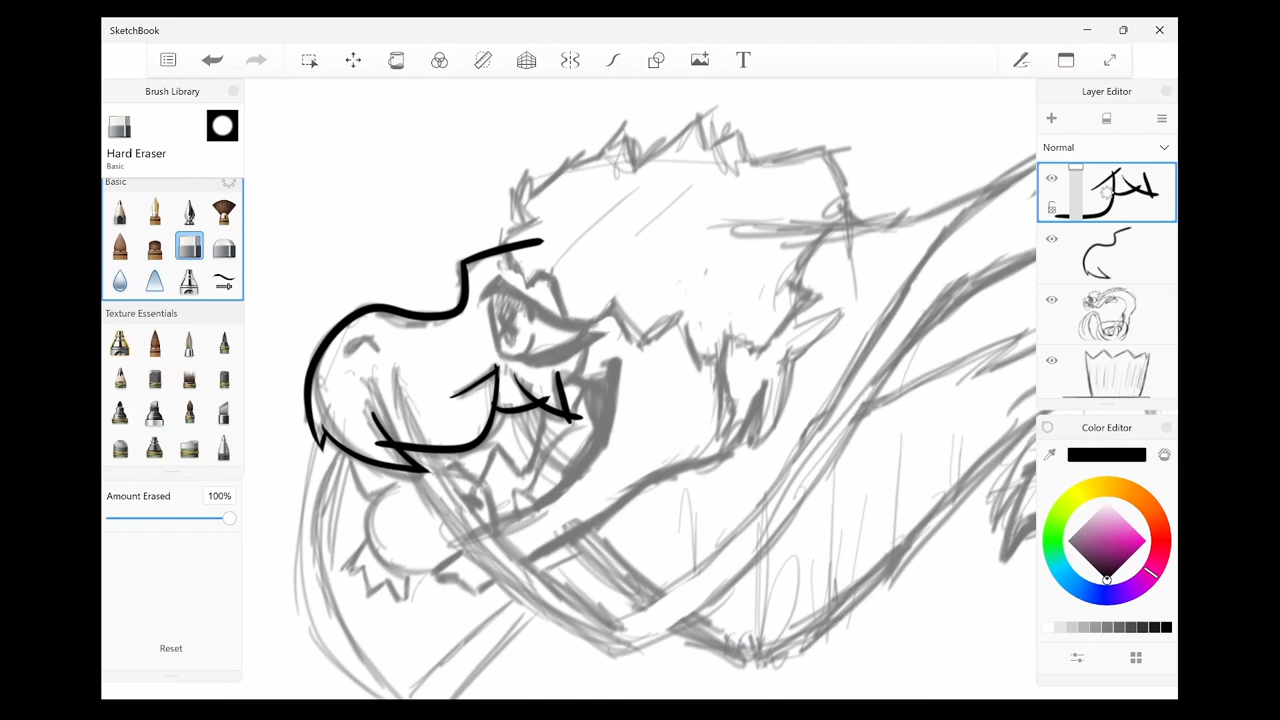 SketchBook
T
Brush Library
Layer Editor
Hard Eraser
Basic
Normal
Basic
Texture Essentials
Color Editor
Amount Erased 100%
Reset